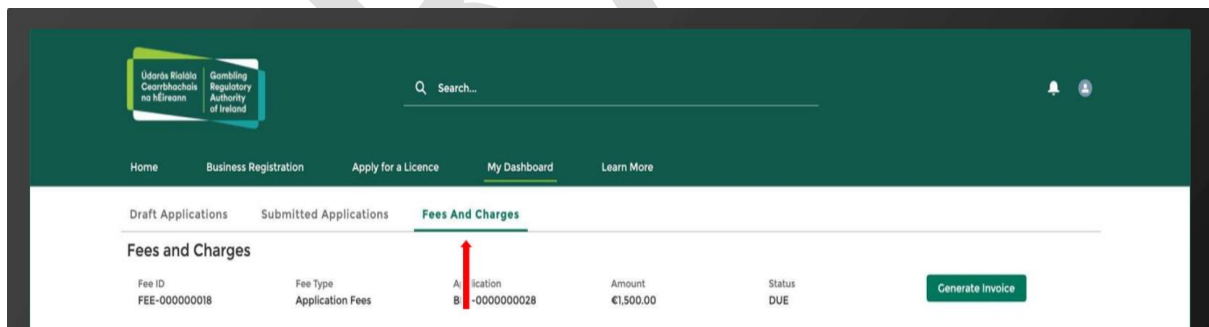 Údarás Rialála
Cearrbhachais
na hÉireann
Gambling
Regulatory
Authority
of Ireland
Search...
Home Business Registration Apply for a Licence My Dashboard Learn More
Draft Applications Submitted Applications Fees And Charges
Fees and Charges
Fee ID Fee Type Amount Status
FEE-000000018 Application Fees €1,500.00 DUE
Generate Invoice